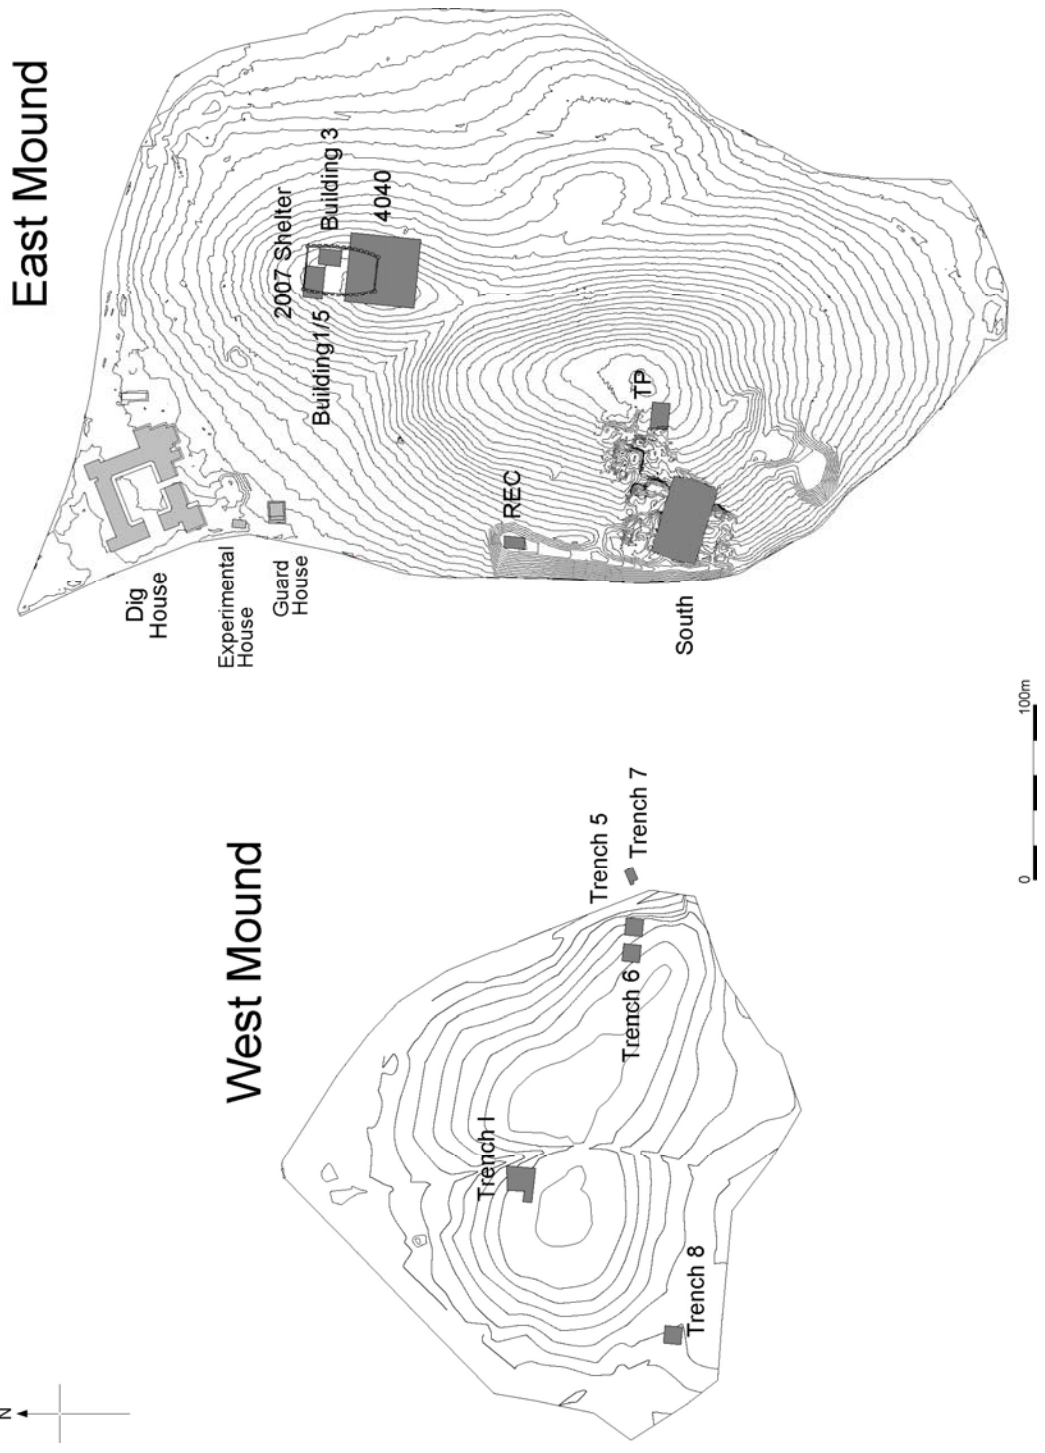 East Mound
2007 Shelter
Building 3
4040
Building1/5
TP
REC
Dig
House
Experimental
House
Guard
House
South
West Mound
Trench 5
Trench 7
Trench 6
Trench I
Trench 8
0
100m
N